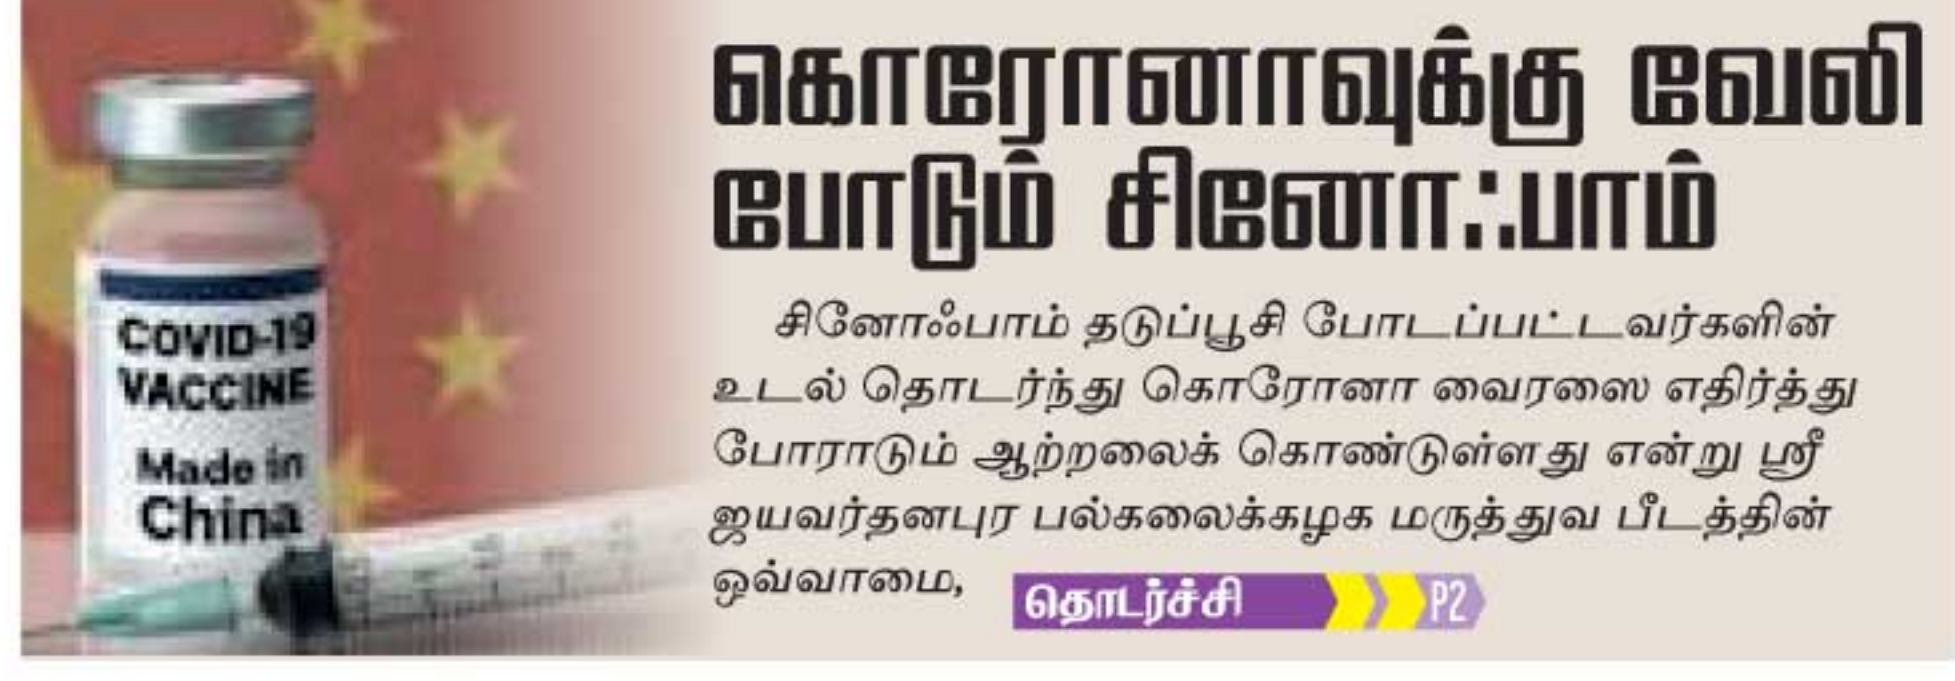 கொரோனாவுக்கு வேலி
போடும் சினோஃபாம்
சினோஃபாம் தடுப்பூசி போடப்பட்டவர்களின்
உடல் தொடர்ந்து கொரோனா வைரஸை எதிர்த்து
போராடும் ஆற்றலைக் கொண்டுள்ளது என்று ஸ்ரீ
ஜயவர்தனபுர பல்கலைக்கழக மருத்துவ பீடத்தின்
ஒவ்வாமை,
தொடர்ச்சி P2
COVID-19
VACCINE
Made in
China